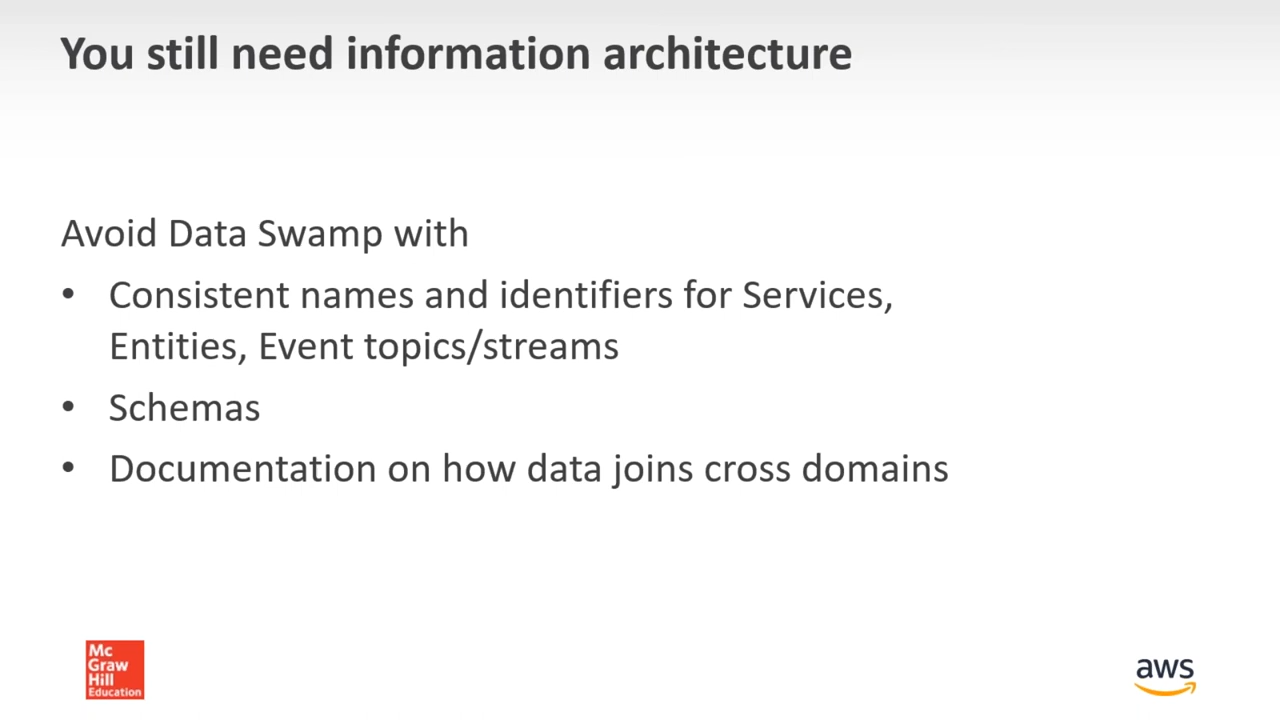 You still need information architecture
Avoid Data Swamp with
• Consistent names and identifiers for Services,
Entities, Event topics/streams
• Schemas
• Documentation on how data joins cross domains
Mc
Graw
Hill
Education
aws